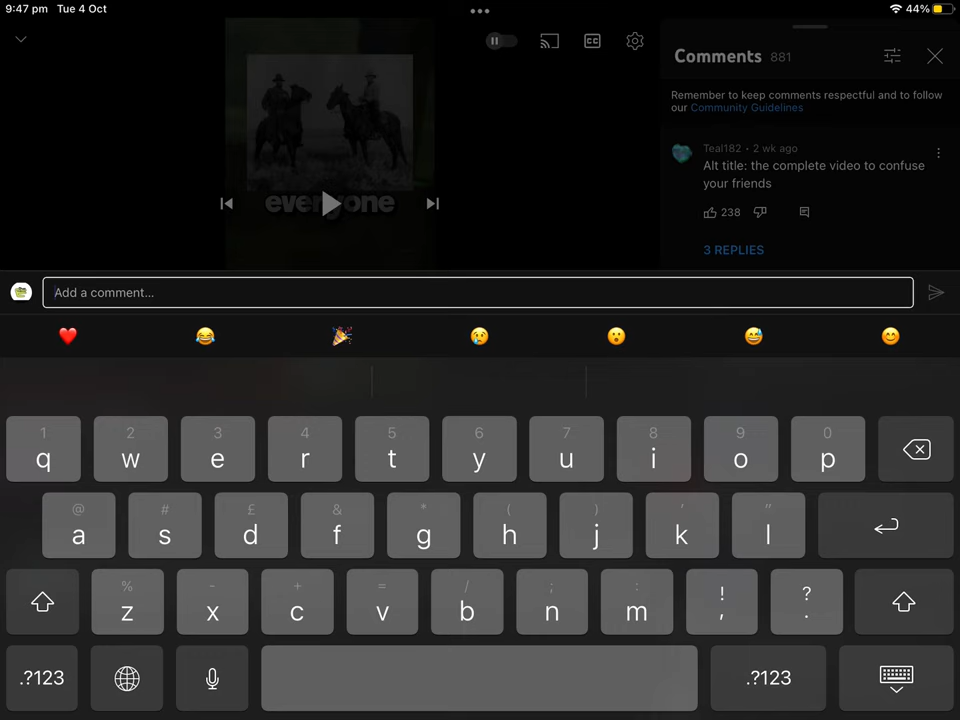 9:47 pm Tue 4 Oct
44%
CC
Comments 881
Remember to keep comments respectful and to follow
our Community Guidelines
Teal182 • 2 wk ago
Alt title: the complete video to confuse
your friends
238
3 REPLIES
everyone
Add a comment...
1 2 3 4 5 6 7 8 9 0
q w e r t y u i o p
@ # £ & * ( ) ' "
a s d f g h j k l
% - + = / ; : ! ?
z x c v b n m , .
.?123 .?123